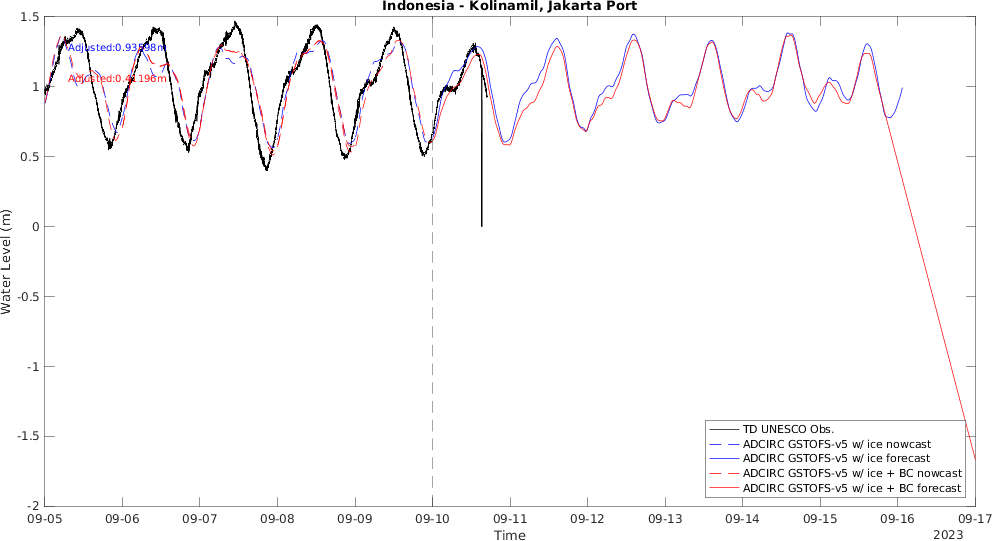 Indonesia - Kolinamil, Jakarta Port
1.5
1
0.5
0
-0.5
-1
-1.5
-2
Water Level (m)
Adjusted:0.93598m
Adjusted:0.41196m
TD UNESCO Obs.
ADCIRC GSTOFS-v5 w/ ice nowcast
ADCIRC GSTOFS-v5 w/ ice forecast
ADCIRC GSTOFS-v5 w/ ice + BC nowcast
ADCIRC GSTOFS-v5 w/ ice + BC forecast
09-05 09-06 09-07 09-08 09-09 09-10 09-11 09-12 09-13 09-14 09-15 09-16 09-17
Time
2023